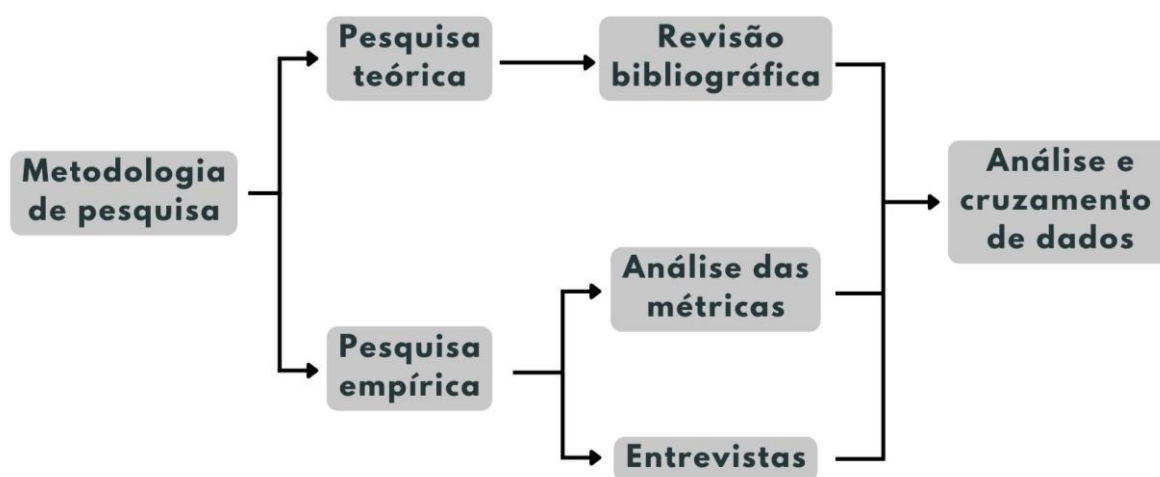 Metodologia
de pesquisa
Pesquisa
teórica
Revisão
bibliográfica
Pesquisa
empírica
Análise das
métricas
Entrevistas
Análise e
cruzamento
de dados